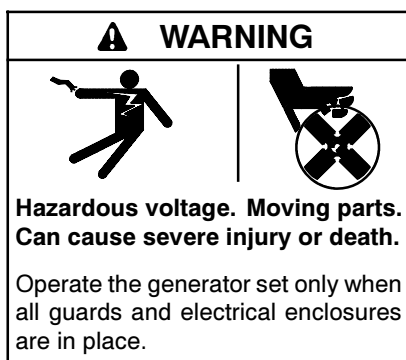 WARNING
Hazardous voltage. Moving parts.
Can cause severe injury or death.
Operate the generator set only when
all guards and electrical enclosures
are in place.